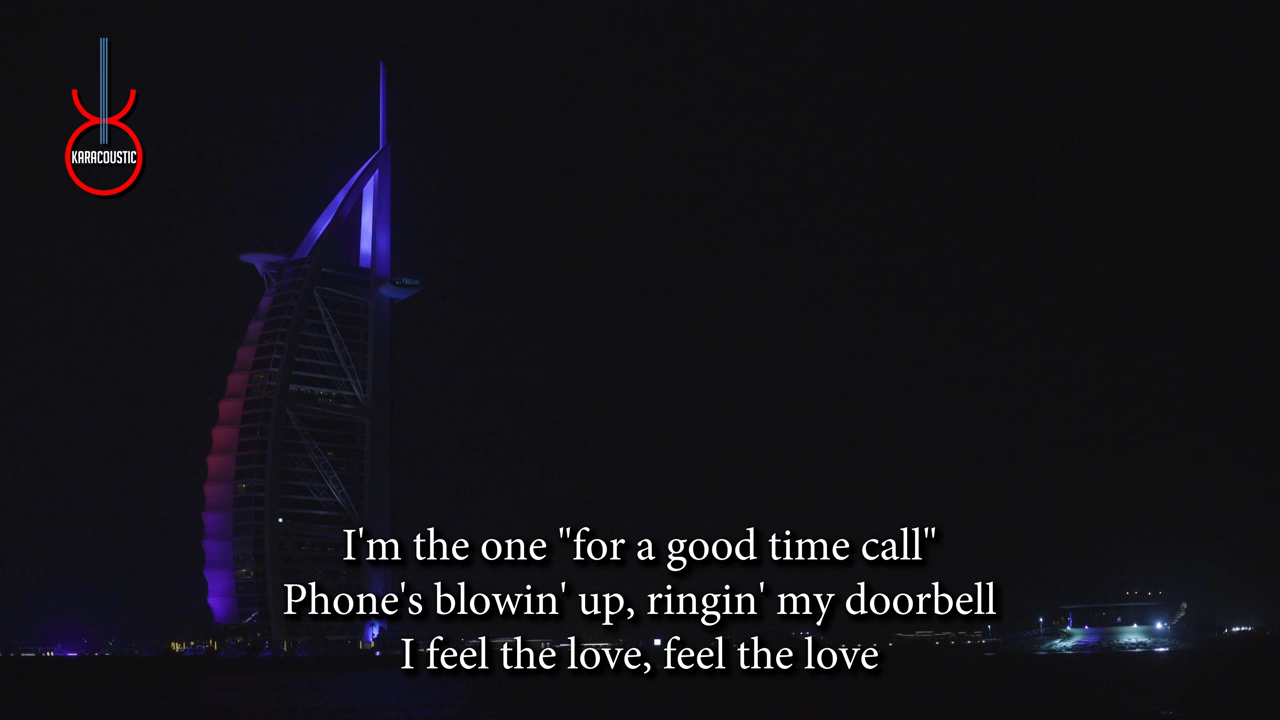 KARACOUSTIC
I'm the one "for a good time call"
Phone's blowin' up, ringin' my doorbell
I feel the love, feel the love